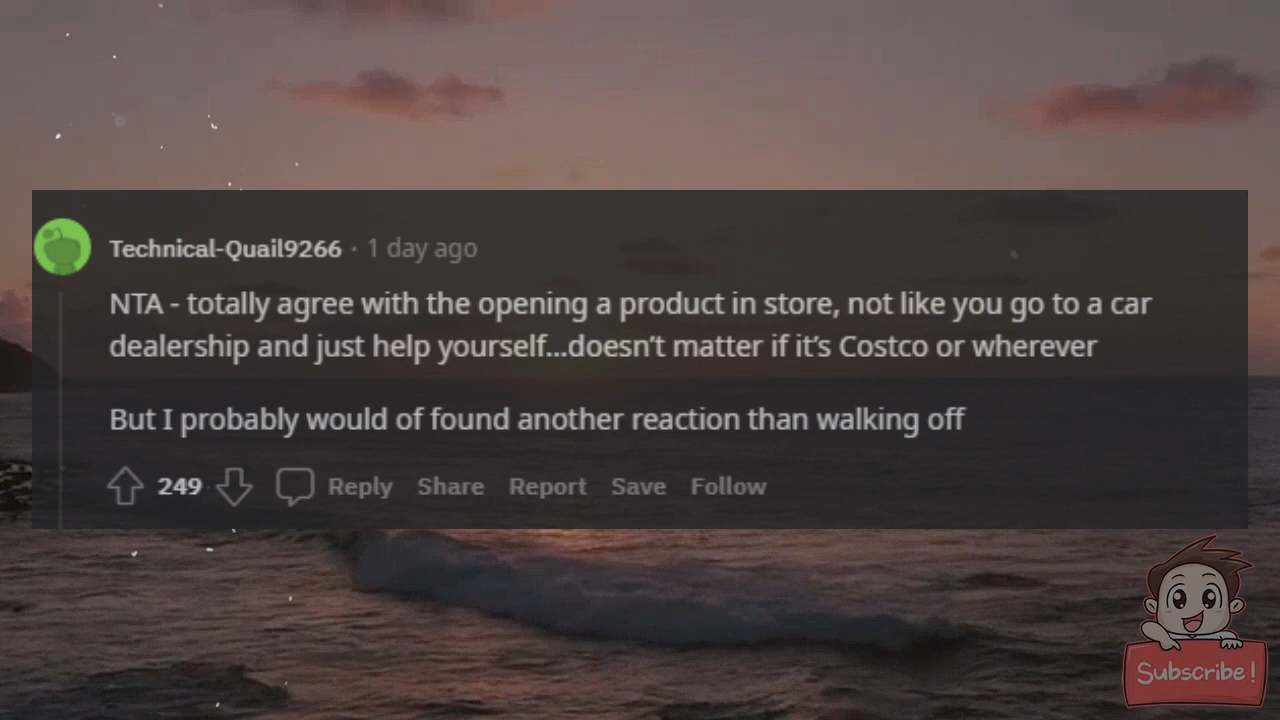 Technical-Quail9266 · 1 day ago
NTA - totally agree with the opening a product in store, not like you go to a car
dealership and just help yourself...doesn't matter if it's Costco or wherever
But I probably would of found another reaction than walking off
249 Reply Share Report Save Follow
Subscribe!